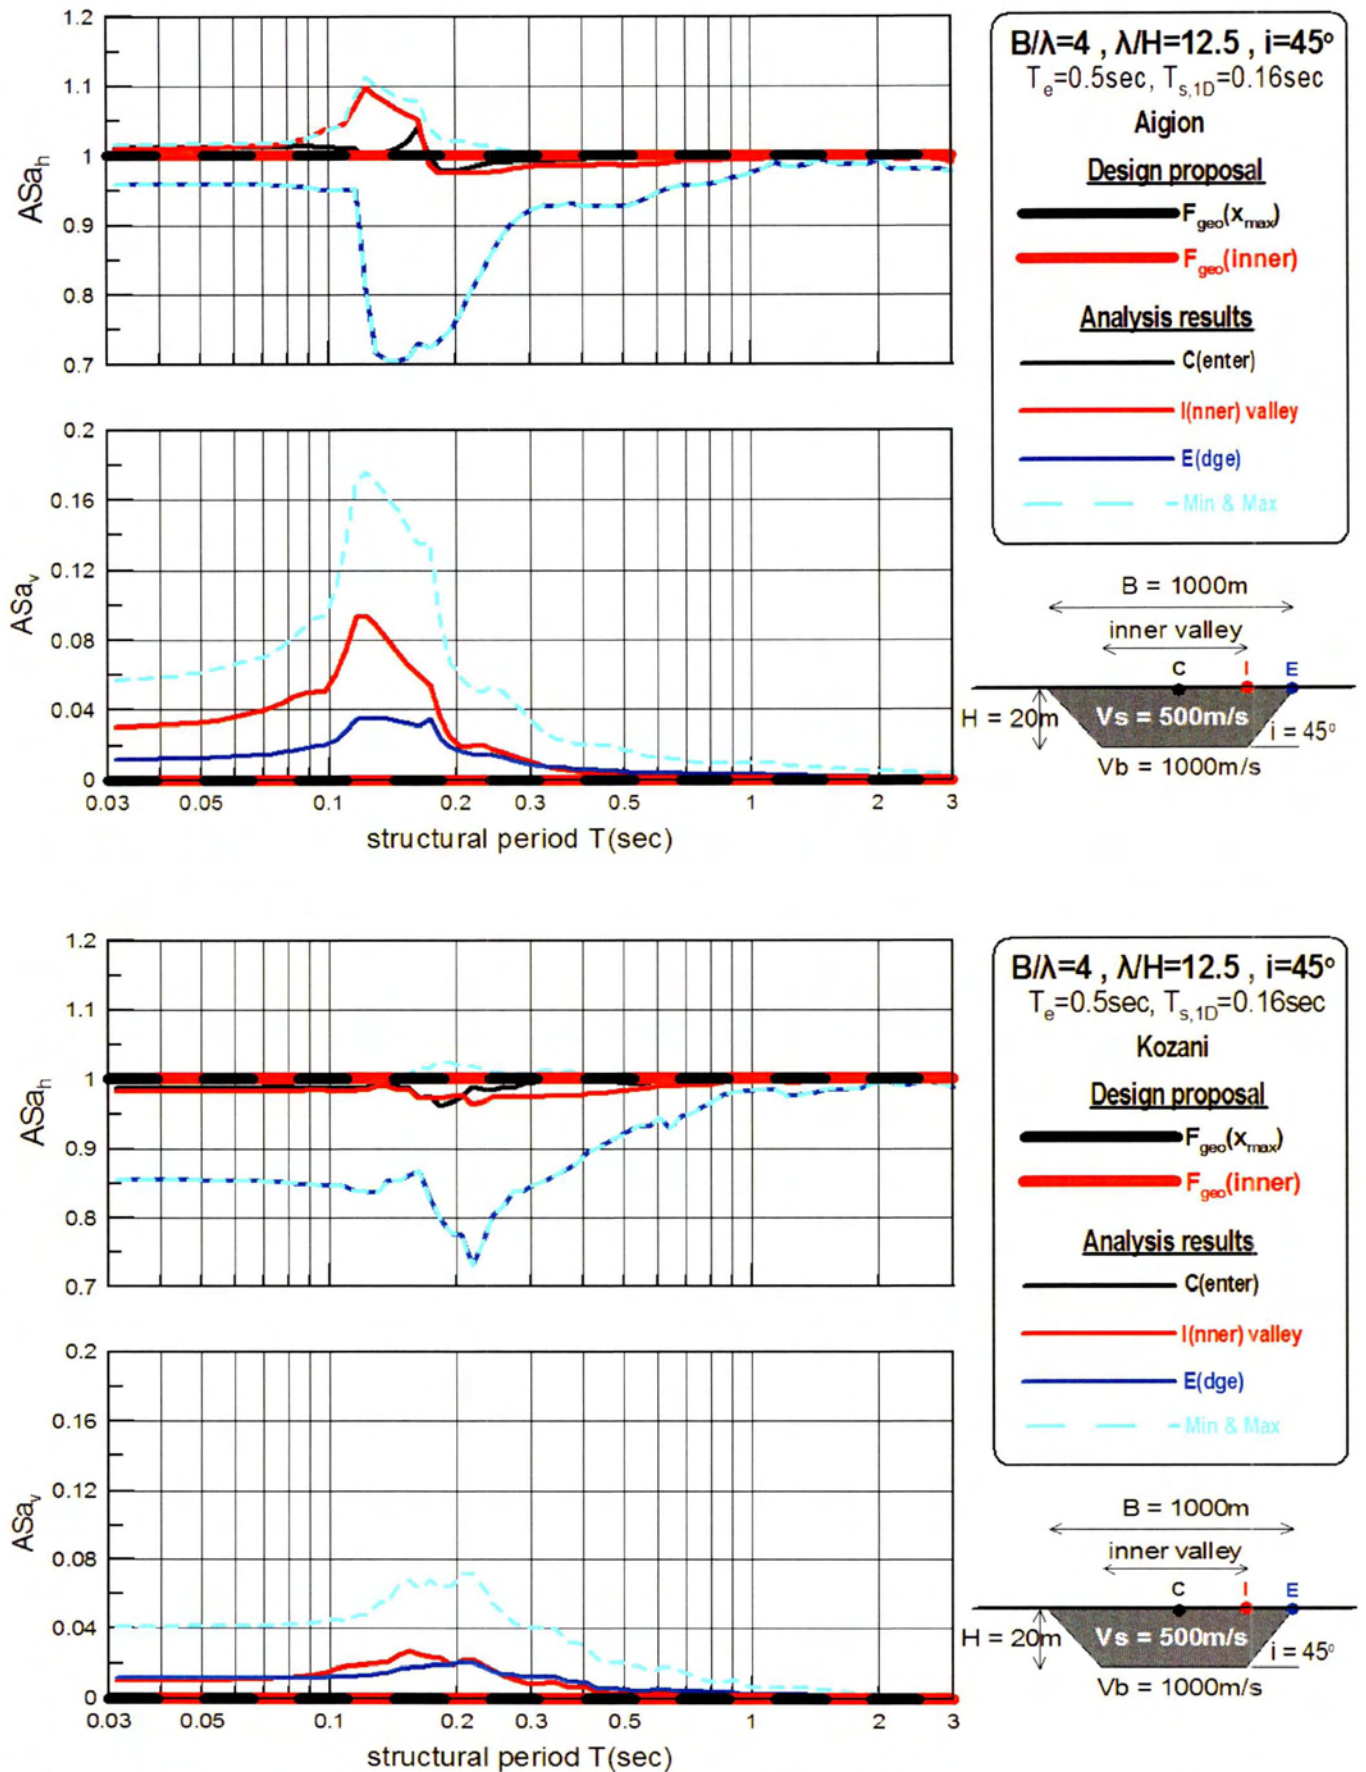 1.2
1.1
1
0.9
0.8
0.7
ASa_h
0.2
0.16
0.12
0.08
0.04
0
ASa_v
0.03 0.05 0.1 0.2 0.3 0.5 1 2 3
structural period T(sec)
B/λ=4 , λ/H=12.5 , i=45°
T_e=0.5sec, T_s,1D=0.16sec
Aigion
Design proposal
F_geo(x_max)
F_geo(inner)
Analysis results
C(enter)
I(nner) valley
E(dge)
Min & Max
B = 1000m
inner valley
C I E
H = 20m Vs = 500m/s i = 45°
Vb = 1000m/s
1.2
1.1
1
0.9
0.8
0.7
ASa_h
0.2
0.16
0.12
0.08
0.04
0
ASa_v
0.03 0.05 0.1 0.2 0.3 0.5 1 2 3
structural period T(sec)
B/λ=4 , λ/H=12.5 , i=45°
T_e=0.5sec, T_s,1D=0.16sec
Kozani
Design proposal
F_geo(x_max)
F_geo(inner)
Analysis results
C(enter)
I(nner) valley
E(dge)
Min & Max
B = 1000m
inner valley
C I E
H = 20m Vs = 500m/s i = 45°
Vb = 1000m/s